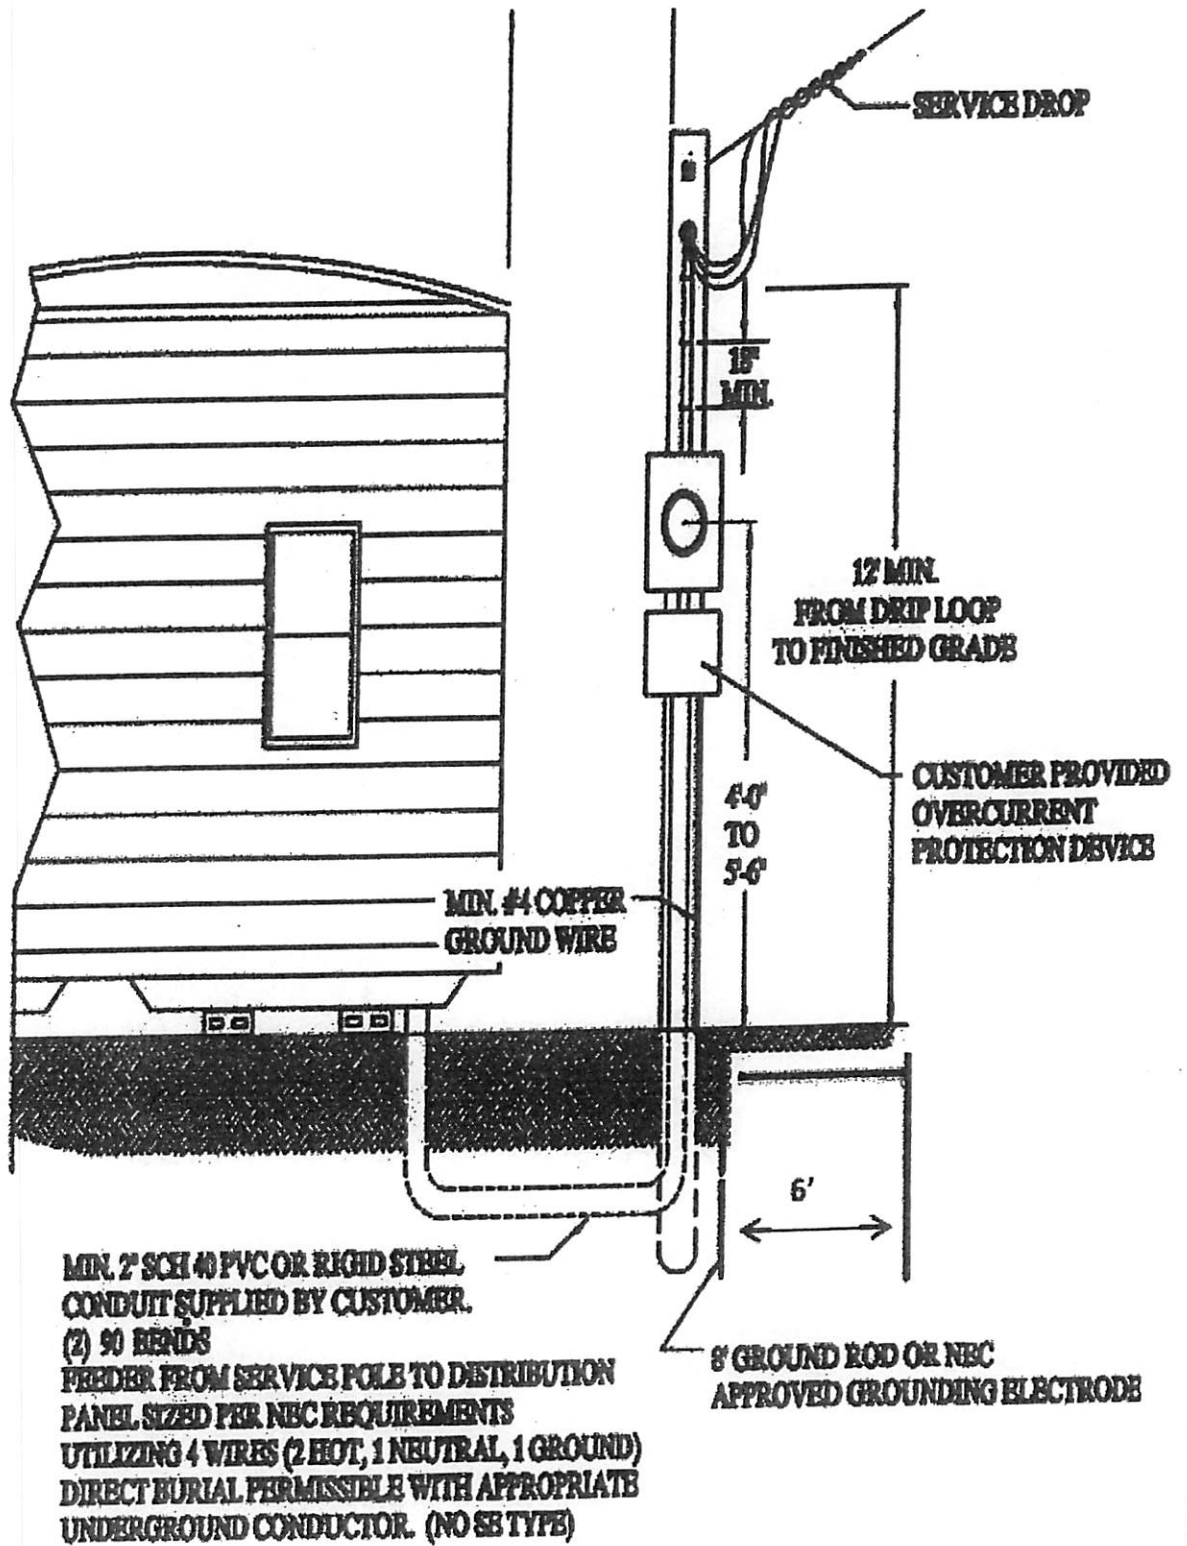 SERVICE DROP
18"
MIN.
12' MIN.
FROM DRIP LOOP
TO FINISHED GRADE
CUSTOMER PROVIDED
OVERCURRENT
PROTECTION DEVICE
4'-0"
TO
5'-6"
MIN. #4 COPPER
GROUND WIRE
6'
MIN. 2" SCH 40 PVC OR RIGID STEEL
CONDUIT SUPPLIED BY CUSTOMER.
(2) 90 BENDS
FEEDER FROM SERVICE POLE TO DISTRIBUTION
PANEL SIZED PER NEC REQUIREMENTS
UTILIZING 4 WIRES (2 HOT, 1 NEUTRAL, 1 GROUND)
DIRECT BURIAL PERMISSIBLE WITH APPROPRIATE
UNDERGROUND CONDUCTOR. (NO SE TYPE)
8' GROUND ROD OR NEC
APPROVED GROUNDING ELECTRODE